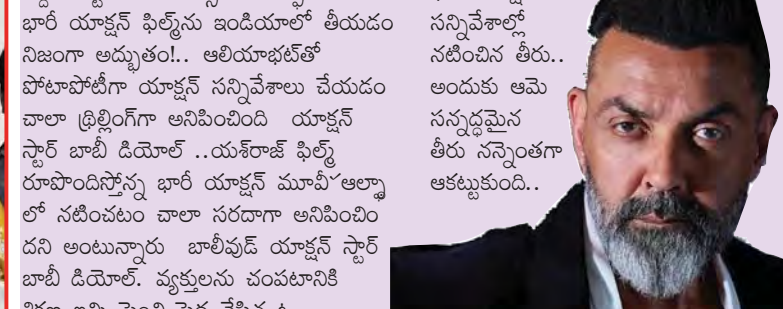 భారీ యాక్షన్ ఫిల్మ్‌ను ఇండియాలో తీయడం
నిజంగా అద్భుతం!.. ఆలియాభట్‌తో
పోటాపోటీగా యాక్షన్ సన్నివేశాలు చేయడం
చాలా థ్రిల్లింగ్‌గా అనిపించింది యాక్షన్
స్టార్ బాబీ డియోల్ ..యశ్‌రాజ్ ఫిల్మ్
రూపొందిస్తోన్న భారీ యాక్షన్ మూవీ ఆల్ఫా
లో నటించటం చాలా సరదాగా అనిపించిం
దని అంటున్నారు బాలీవుడ్ యాక్షన్ స్టార్
బాబీ డియోల్. వ్యక్తులను చంపటానికి
సన్నివేశాల్లో
నటించిన తీరు..
అందుకు ఆమె
సన్నద్ధమైన
తీరు నన్నెంతగా
ఆకట్టుకుంది..